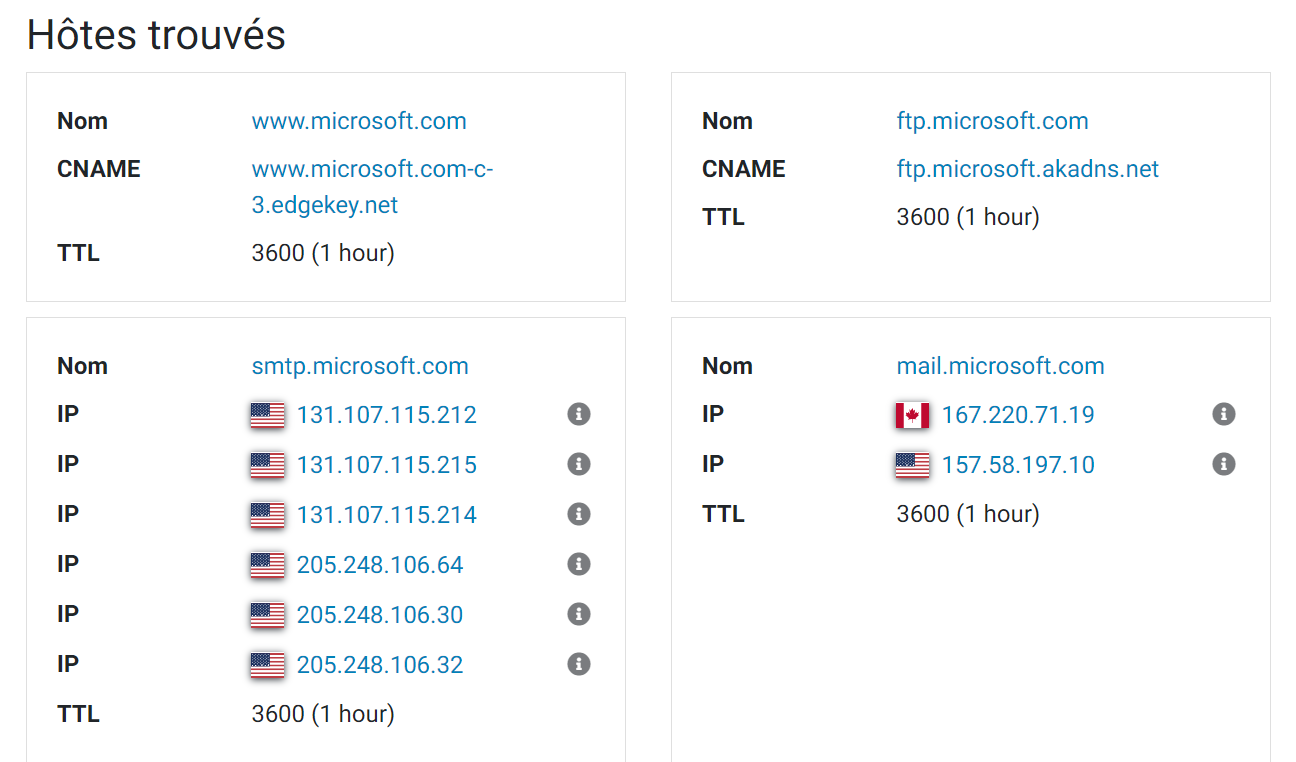 Hôtes trouvés
Nom www.microsoft.com
CNAME www.microsoft.com-c-
3.edgekey.net
TTL 3600 (1 hour)
Nom ftp.microsoft.com
CNAME ftp.microsoft.akadns.net
TTL 3600 (1 hour)
Nom smtp.microsoft.com
IP 131.107.115.212
IP 131.107.115.215
IP 131.107.115.214
IP 205.248.106.64
IP 205.248.106.30
IP 205.248.106.32
TTL 3600 (1 hour)
Nom mail.microsoft.com
IP 167.220.71.19
IP 157.58.197.10
TTL 3600 (1 hour)